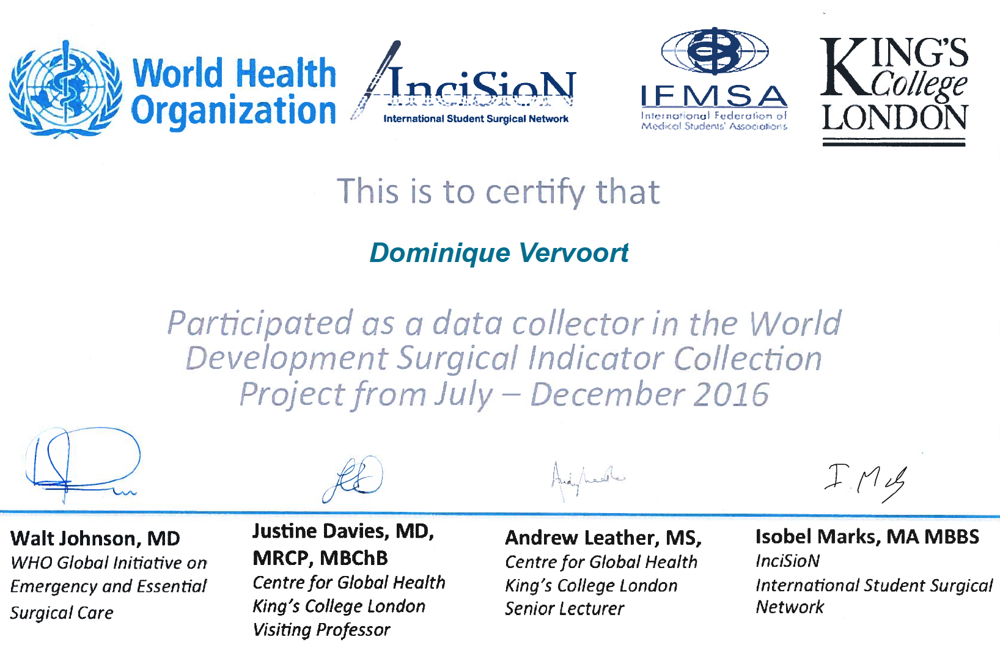 World Health
Organization
InciSioN
International Student Surgical Network
IFMSA
International Federation of
Medical Students' Associations
KING'S
College
LONDON
This is to certify that
Dominique Vervoort
Participated as a data collector in the World
Development Surgical Indicator Collection
Project from July – December 2016
I. Marks
Walt Johnson, MD
WHO Global Initiative on
Emergency and Essential
Surgical Care
Justine Davies, MD,
MRCP, MBChB
Centre for Global Health
King's College London
Visiting Professor
Andrew Leather, MS,
Centre for Global Health
King's College London
Senior Lecturer
Isobel Marks, MA MBBS
InciSioN
International Student Surgical
Network